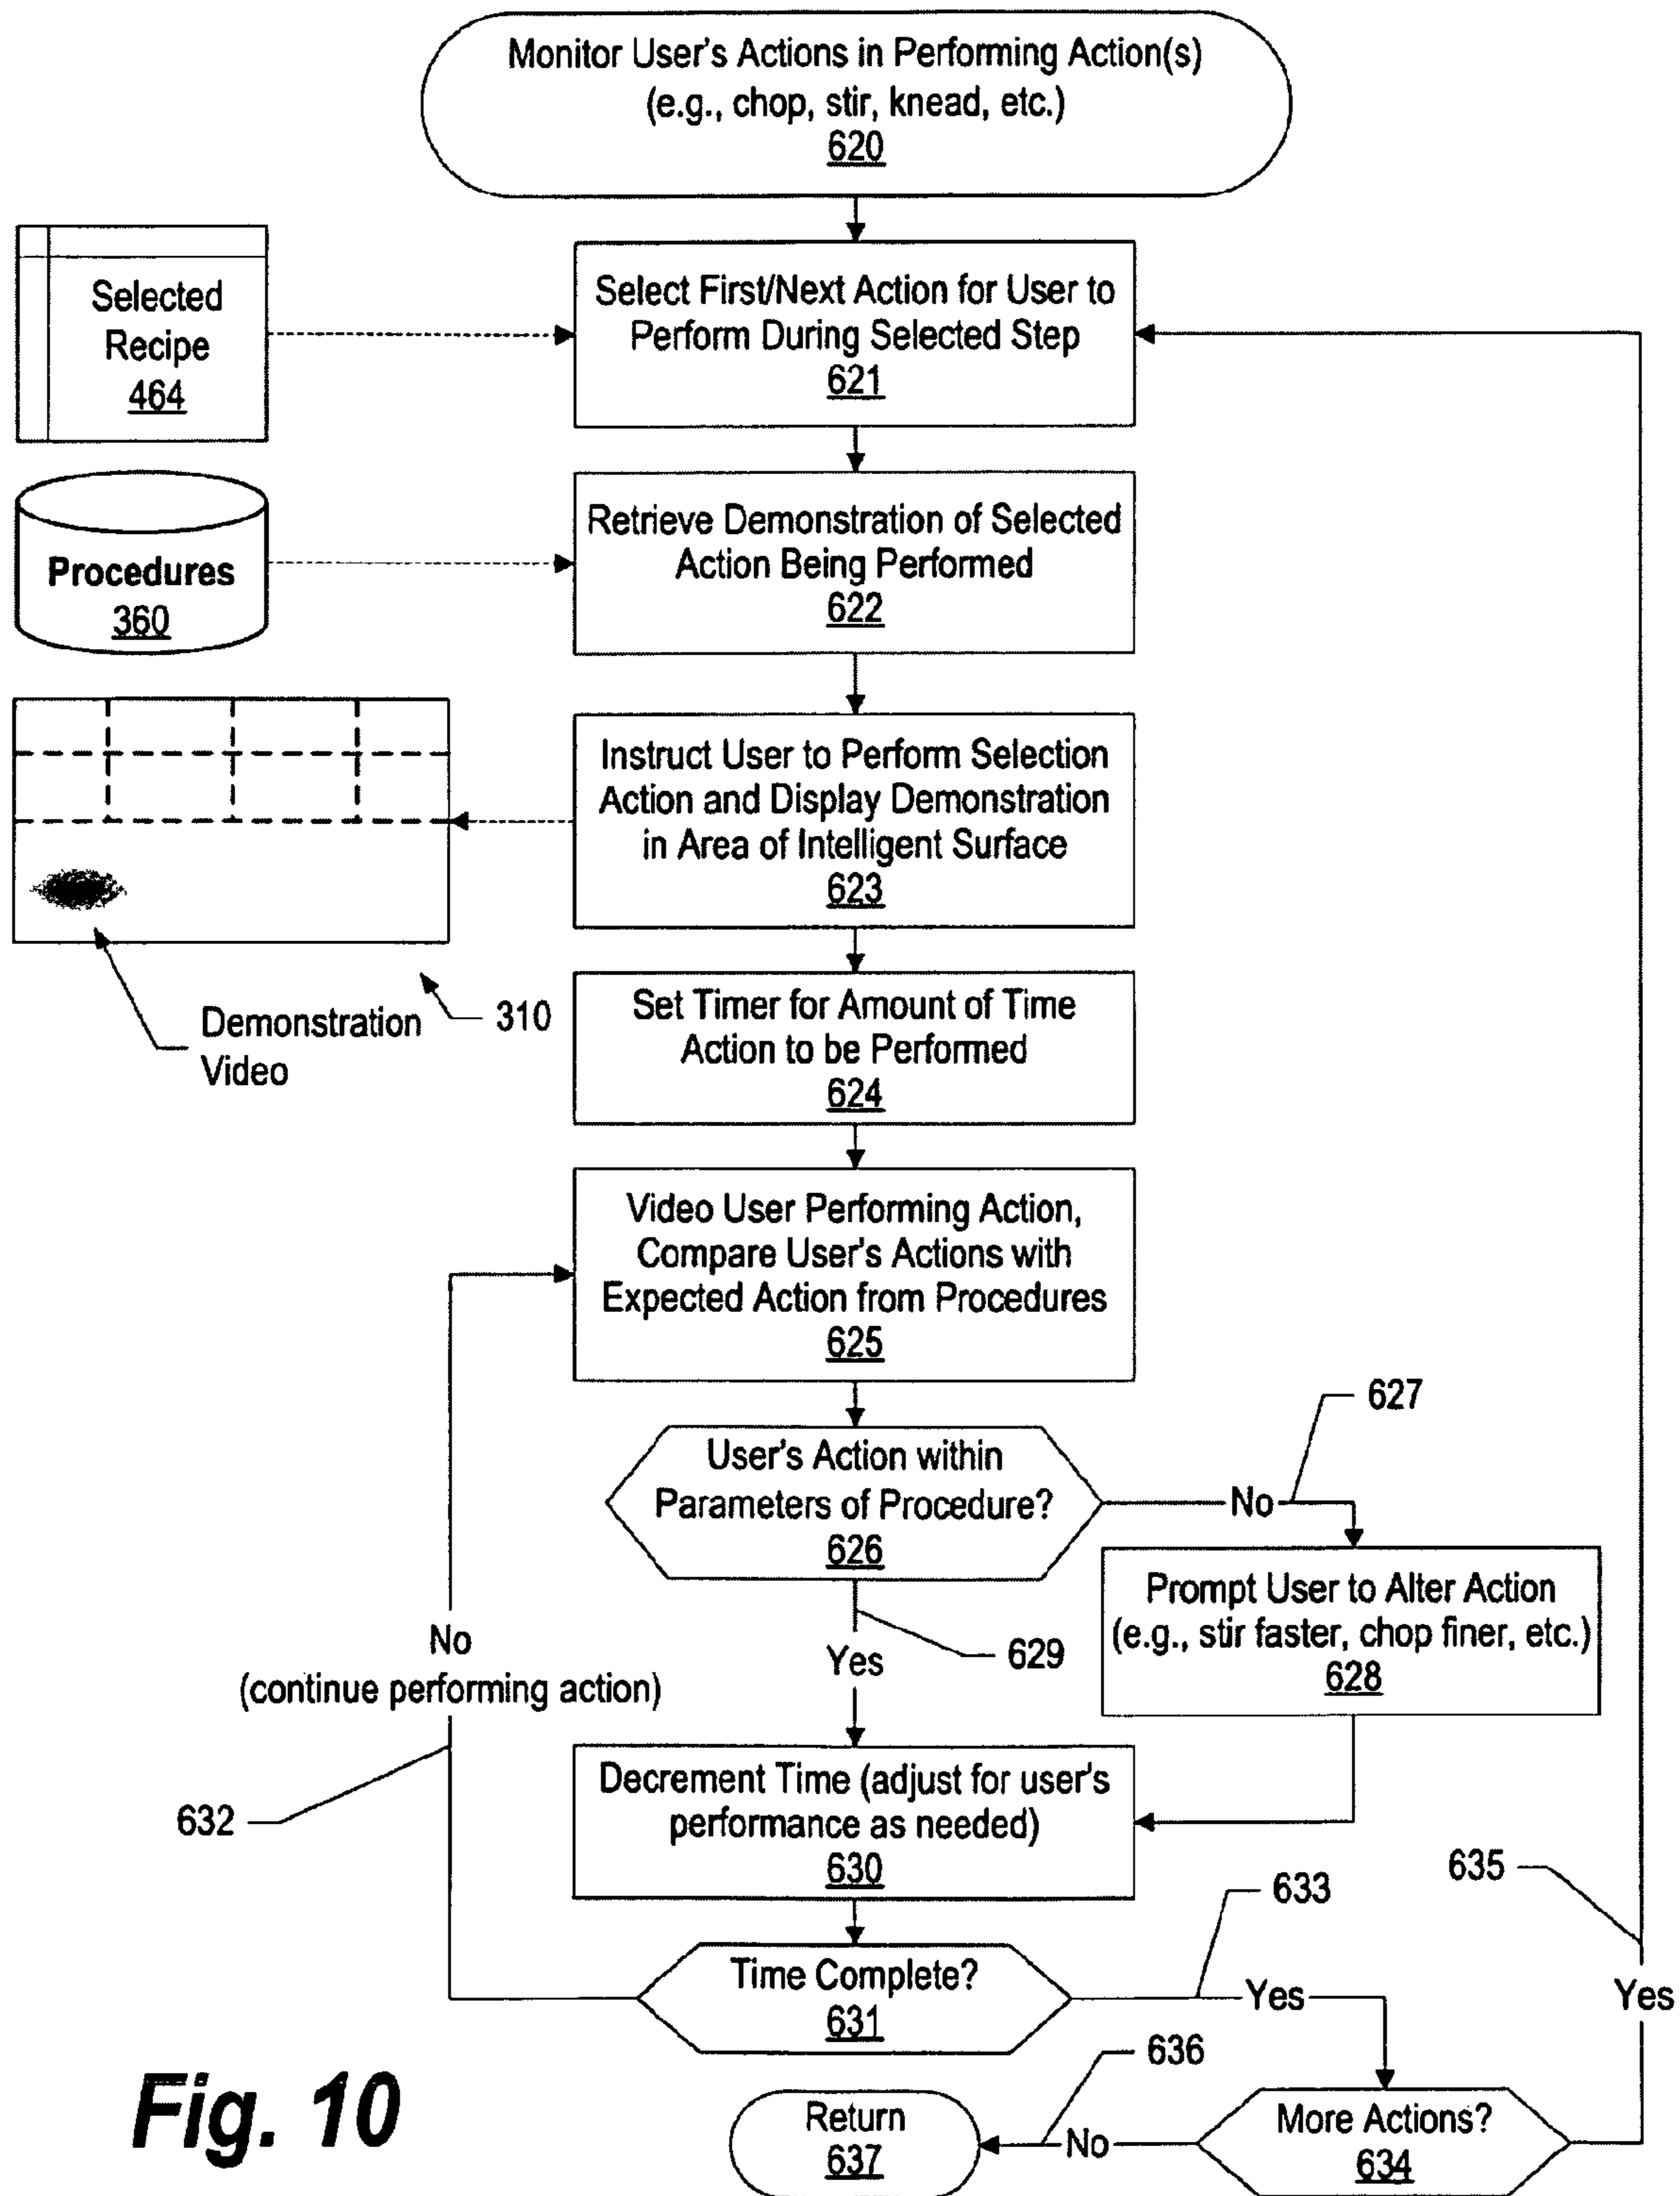 Monitor User's Actions in Performing Action(s)
(e.g., chop, stir, knead, etc.)
620
Selected
Recipe
464
Select First/Next Action for User to
Perform During Selected Step
621
Procedures
360
Retrieve Demonstration of Selected
Action Being Performed
622
Instruct User to Perform Selection
Action and Display Demonstration
in Area of Intelligent Surface
623
Demonstration
Video
310
Set Timer for Amount of Time
Action to be Performed
624
Video User Performing Action,
Compare User's Actions with
Expected Action from Procedures
625
627
User's Action within
Parameters of Procedure?
626
No
Prompt User to Alter Action
(e.g., stir faster, chop finer, etc.)
628
629
Yes
No
(continue performing action)
632
Decrement Time (adjust for user's
performance as needed)
630
635
633
Time Complete?
631
Yes
Yes
636
More Actions?
634
No
Return
637
Fig. 10